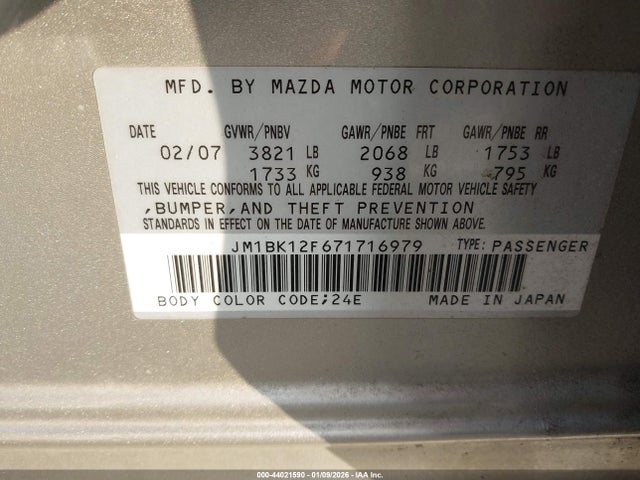 MFD. BY MAZDA MOTOR CORPORATION
DATE GVWR/PNBV GAWR/PNBE FRT GAWR/PNBE RR
02/07 3821 LB 2068 LB 1753 LB
1733 KG 938 KG 795 KG
THIS VEHICLE CONFORMS TO ALL APPLICABLE FEDERAL MOTOR VEHICLE SAFETY
,BUMPER,AND THEFT PREVENTION
STANDARDS IN EFFECT ON THE DATE OF MANUFACTURE SHOWN ABOVE.
JM1BK12F671716979 TYPE: PASSENGER
BODY COLOR CODE;24E MADE IN JAPAN
000-44021590 - 01/09/2026 - IAA Inc.